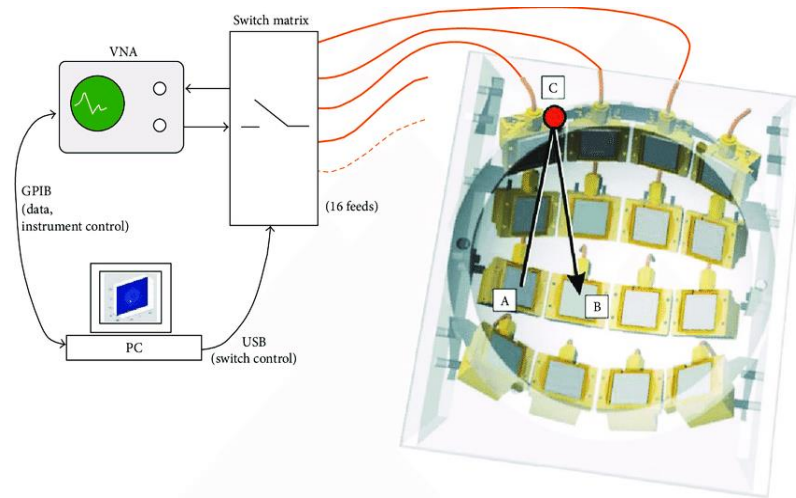 Switch matrix
VNA
C
GPIB
(data,
instrument control)
(16 feeds)
A
B
PC
USB
(switch control)